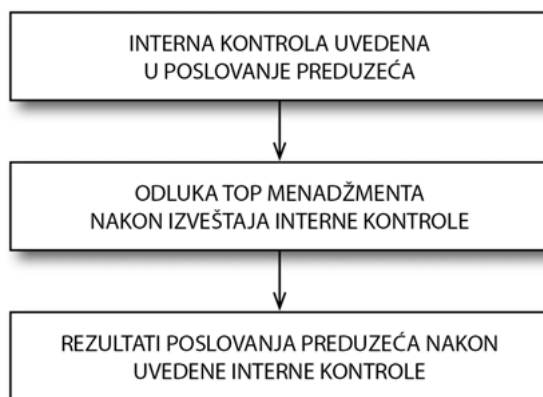 INTERNA KONTROLA UVEDENA
U POSLOVANJE PREDUZEĆA
ODLUKA TOP MENADŽMENTA
NAKON IZVEŠTAJA INTERNE KONTROLE
REZULTATI POSLOVANJA PREDUZEĆA NAKON
UVEDENE INTERNE KONTROLE